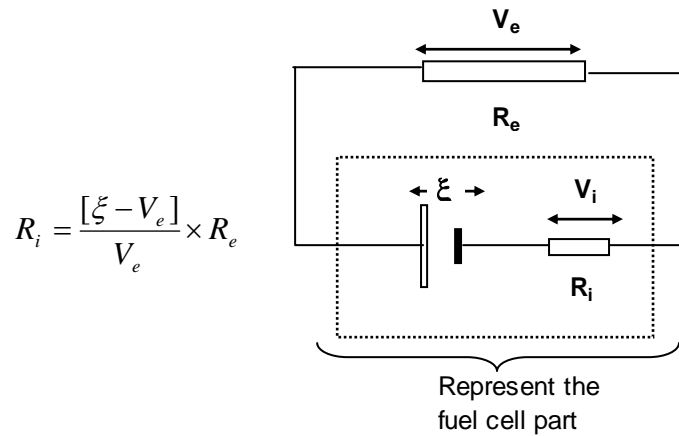 V_e
R_e
ξ
V_i
R_i = [ξ − V_e] / V_e × R_e
R_i
Represent the
fuel cell part